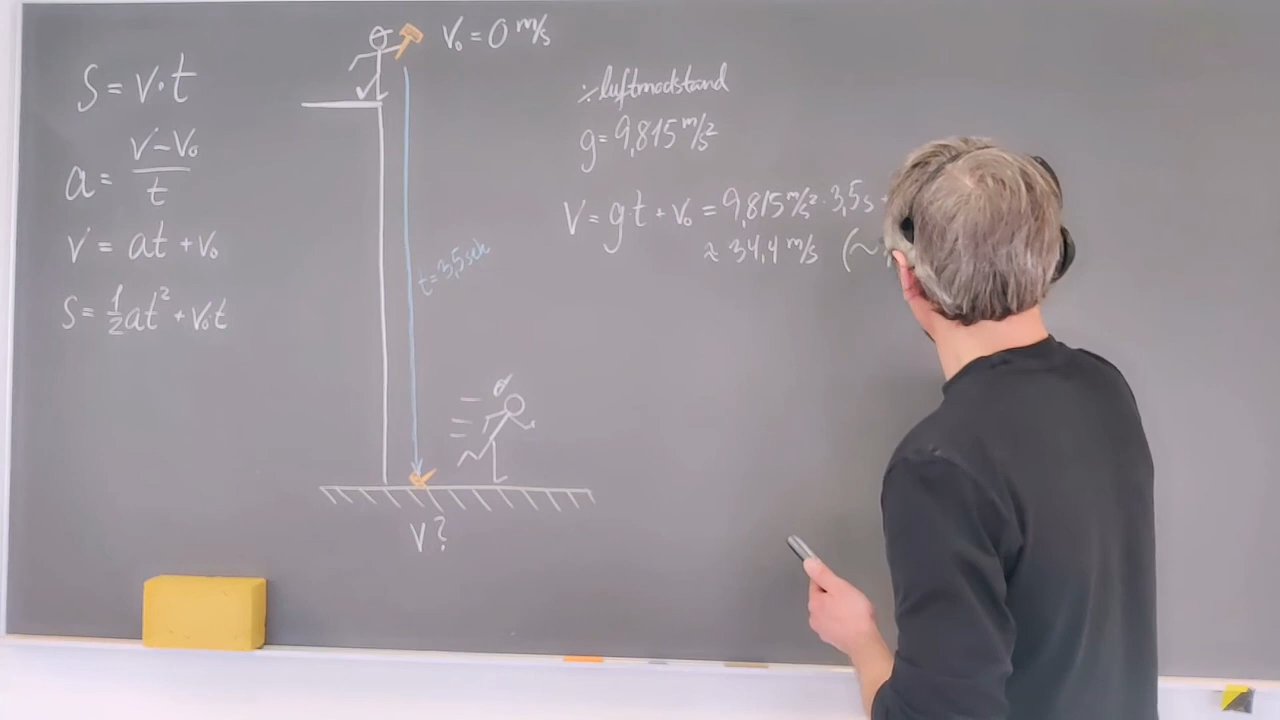 S = v·t
a = (v - v₀)/t
v = at + v₀
S = ½at² + v₀·t
V₀ = 0 m/s
t = 3,5 sek
V?
÷ luftmodstand
g = 9,815 m/s²
V = gt + v₀ = 9,815 m/s² · 3,5s +
≈ 34,4 m/s (~